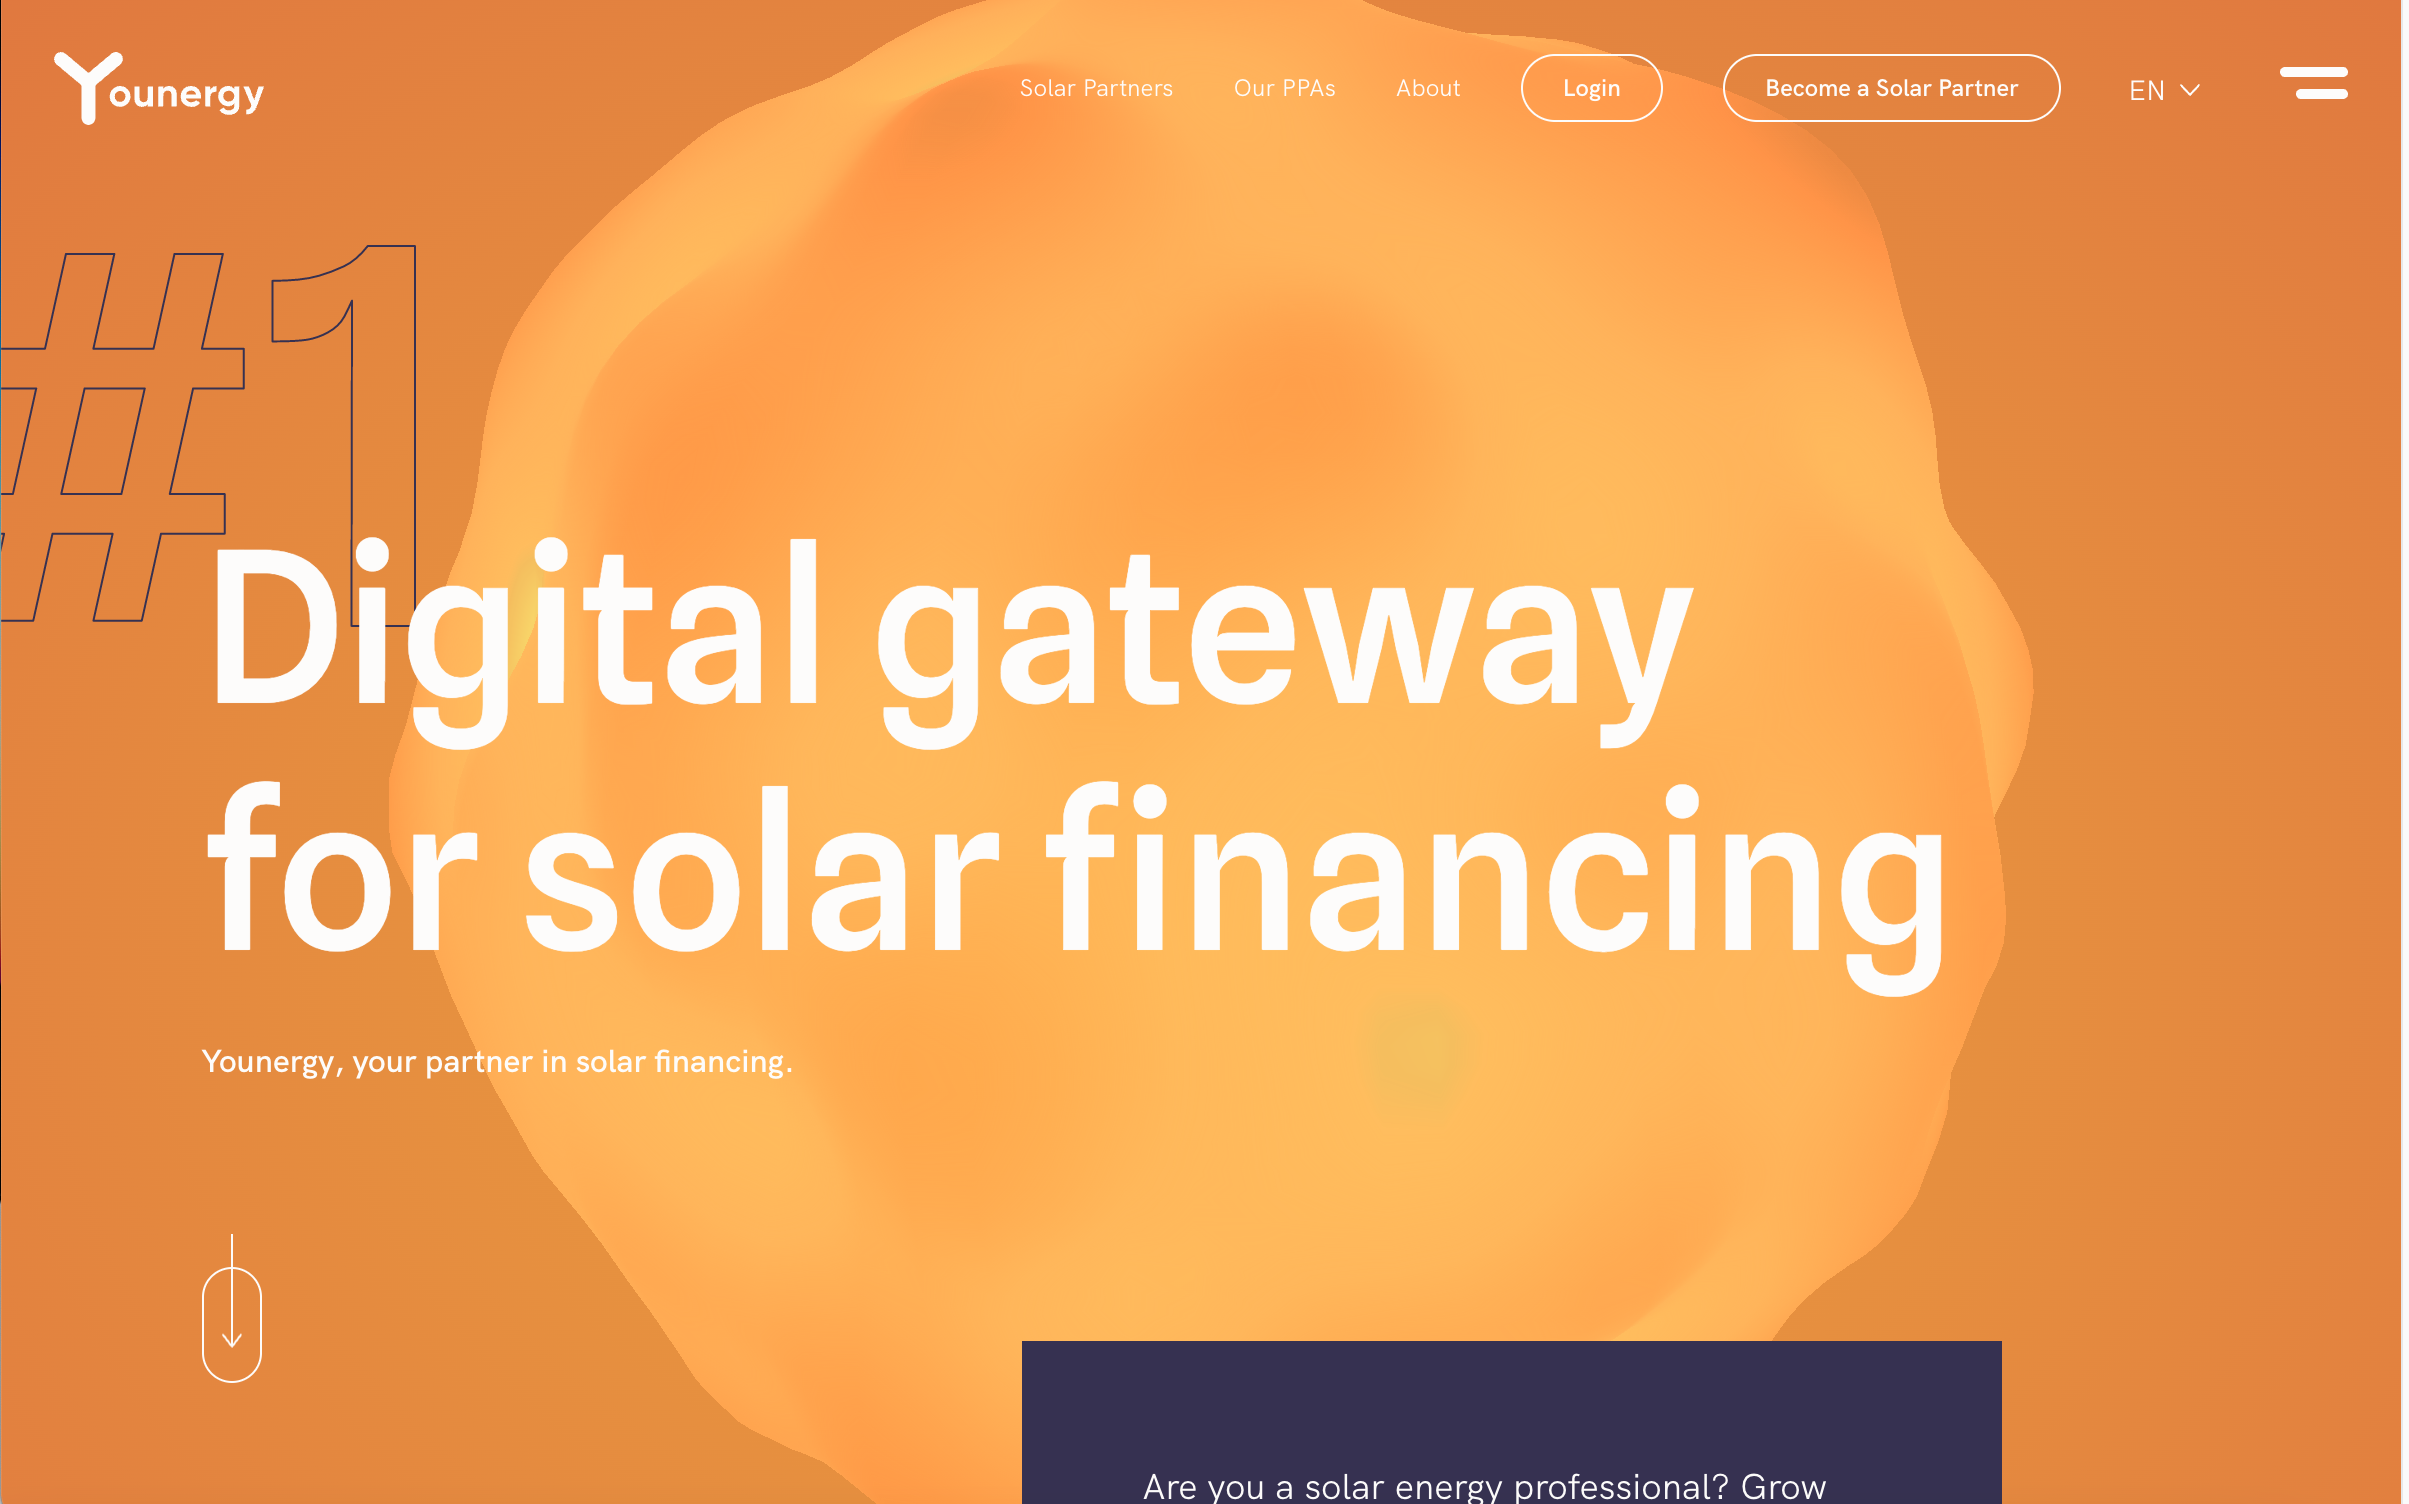 Younergy
Solar Partners
Our PPAs
About
Login
Become a Solar Partner
EN
#1
Digital gateway
for solar financing
Younergy, your partner in solar financing.
Are you a solar energy professional? Grow